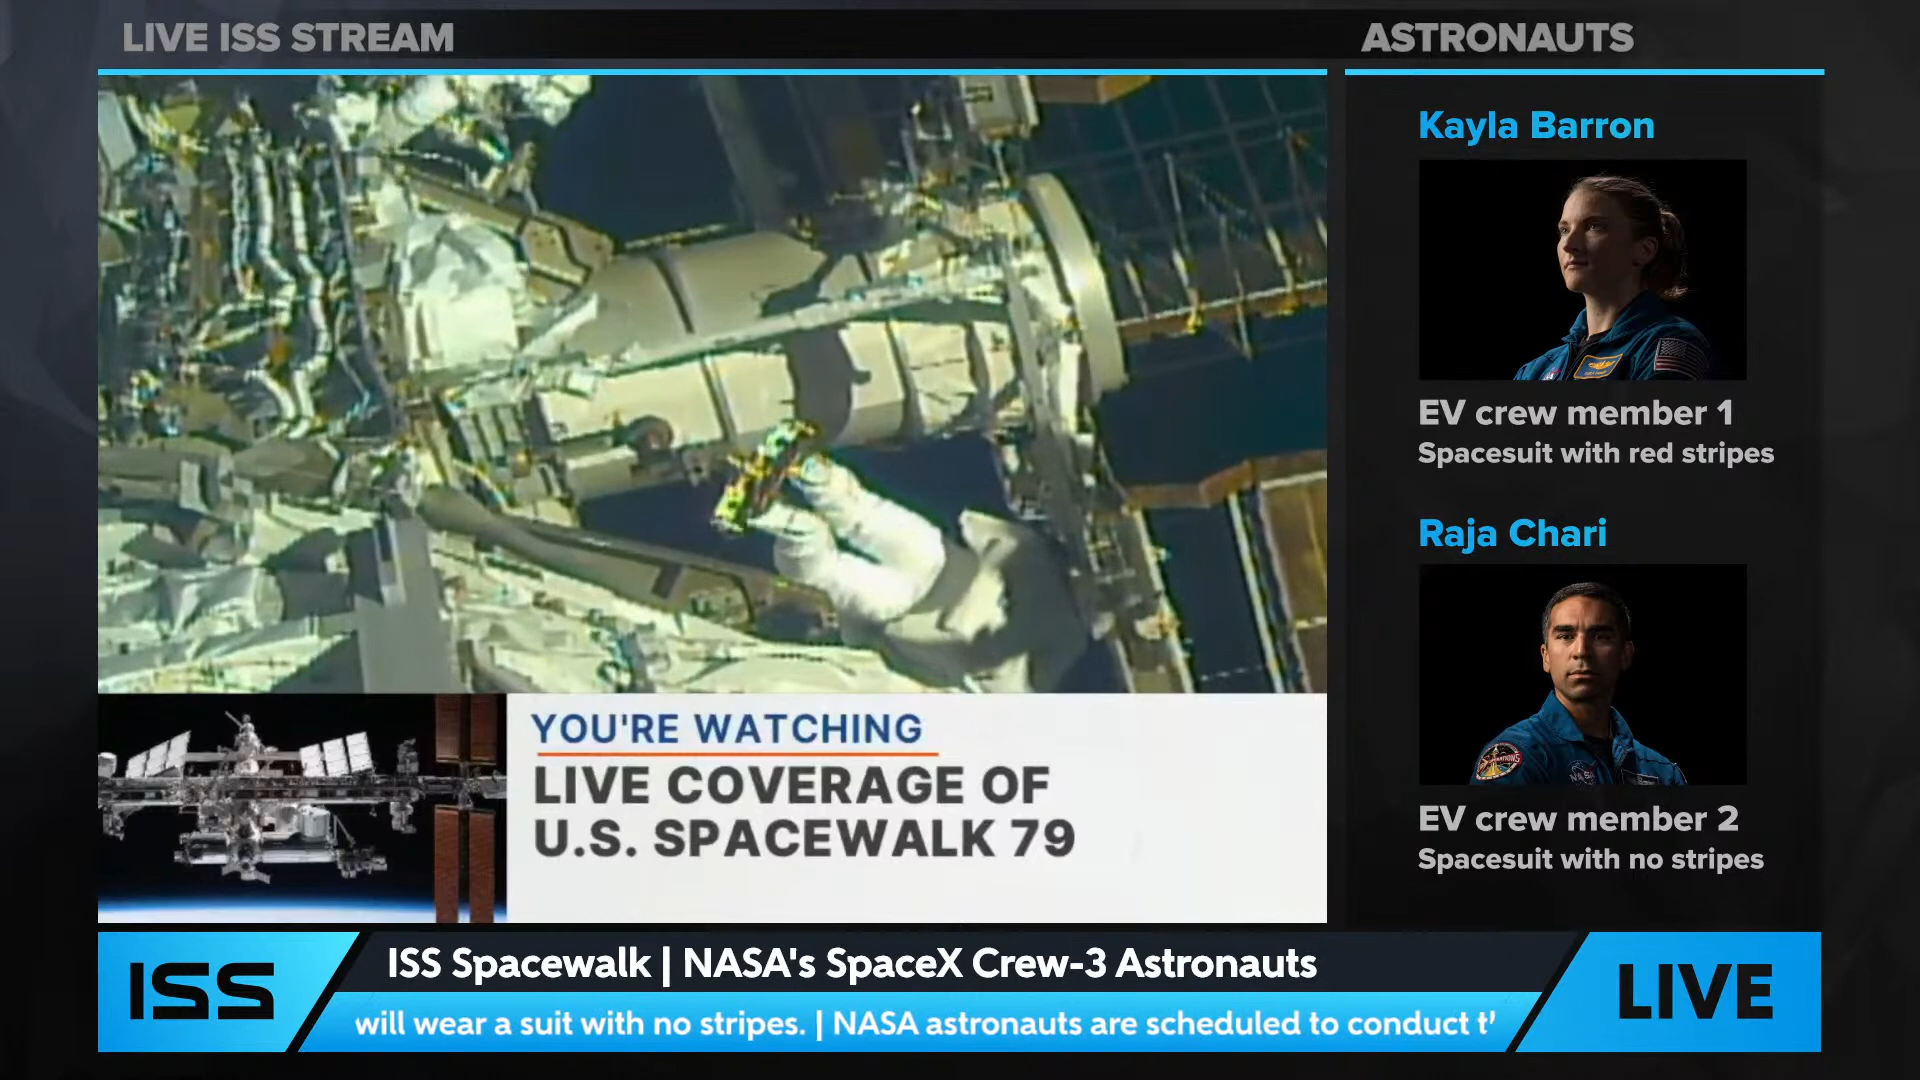 LIVE ISS STREAM
ASTRONAUTS
Kayla Barron
EV crew member 1
Spacesuit with red stripes
Raja Chari
EV crew member 2
Spacesuit with no stripes
YOU'RE WATCHING
LIVE COVERAGE OF
U.S. SPACEWALK 79
ISS
ISS Spacewalk | NASA's SpaceX Crew-3 Astronauts
will wear a suit with no stripes. | NASA astronauts are scheduled to conduct
LIVE